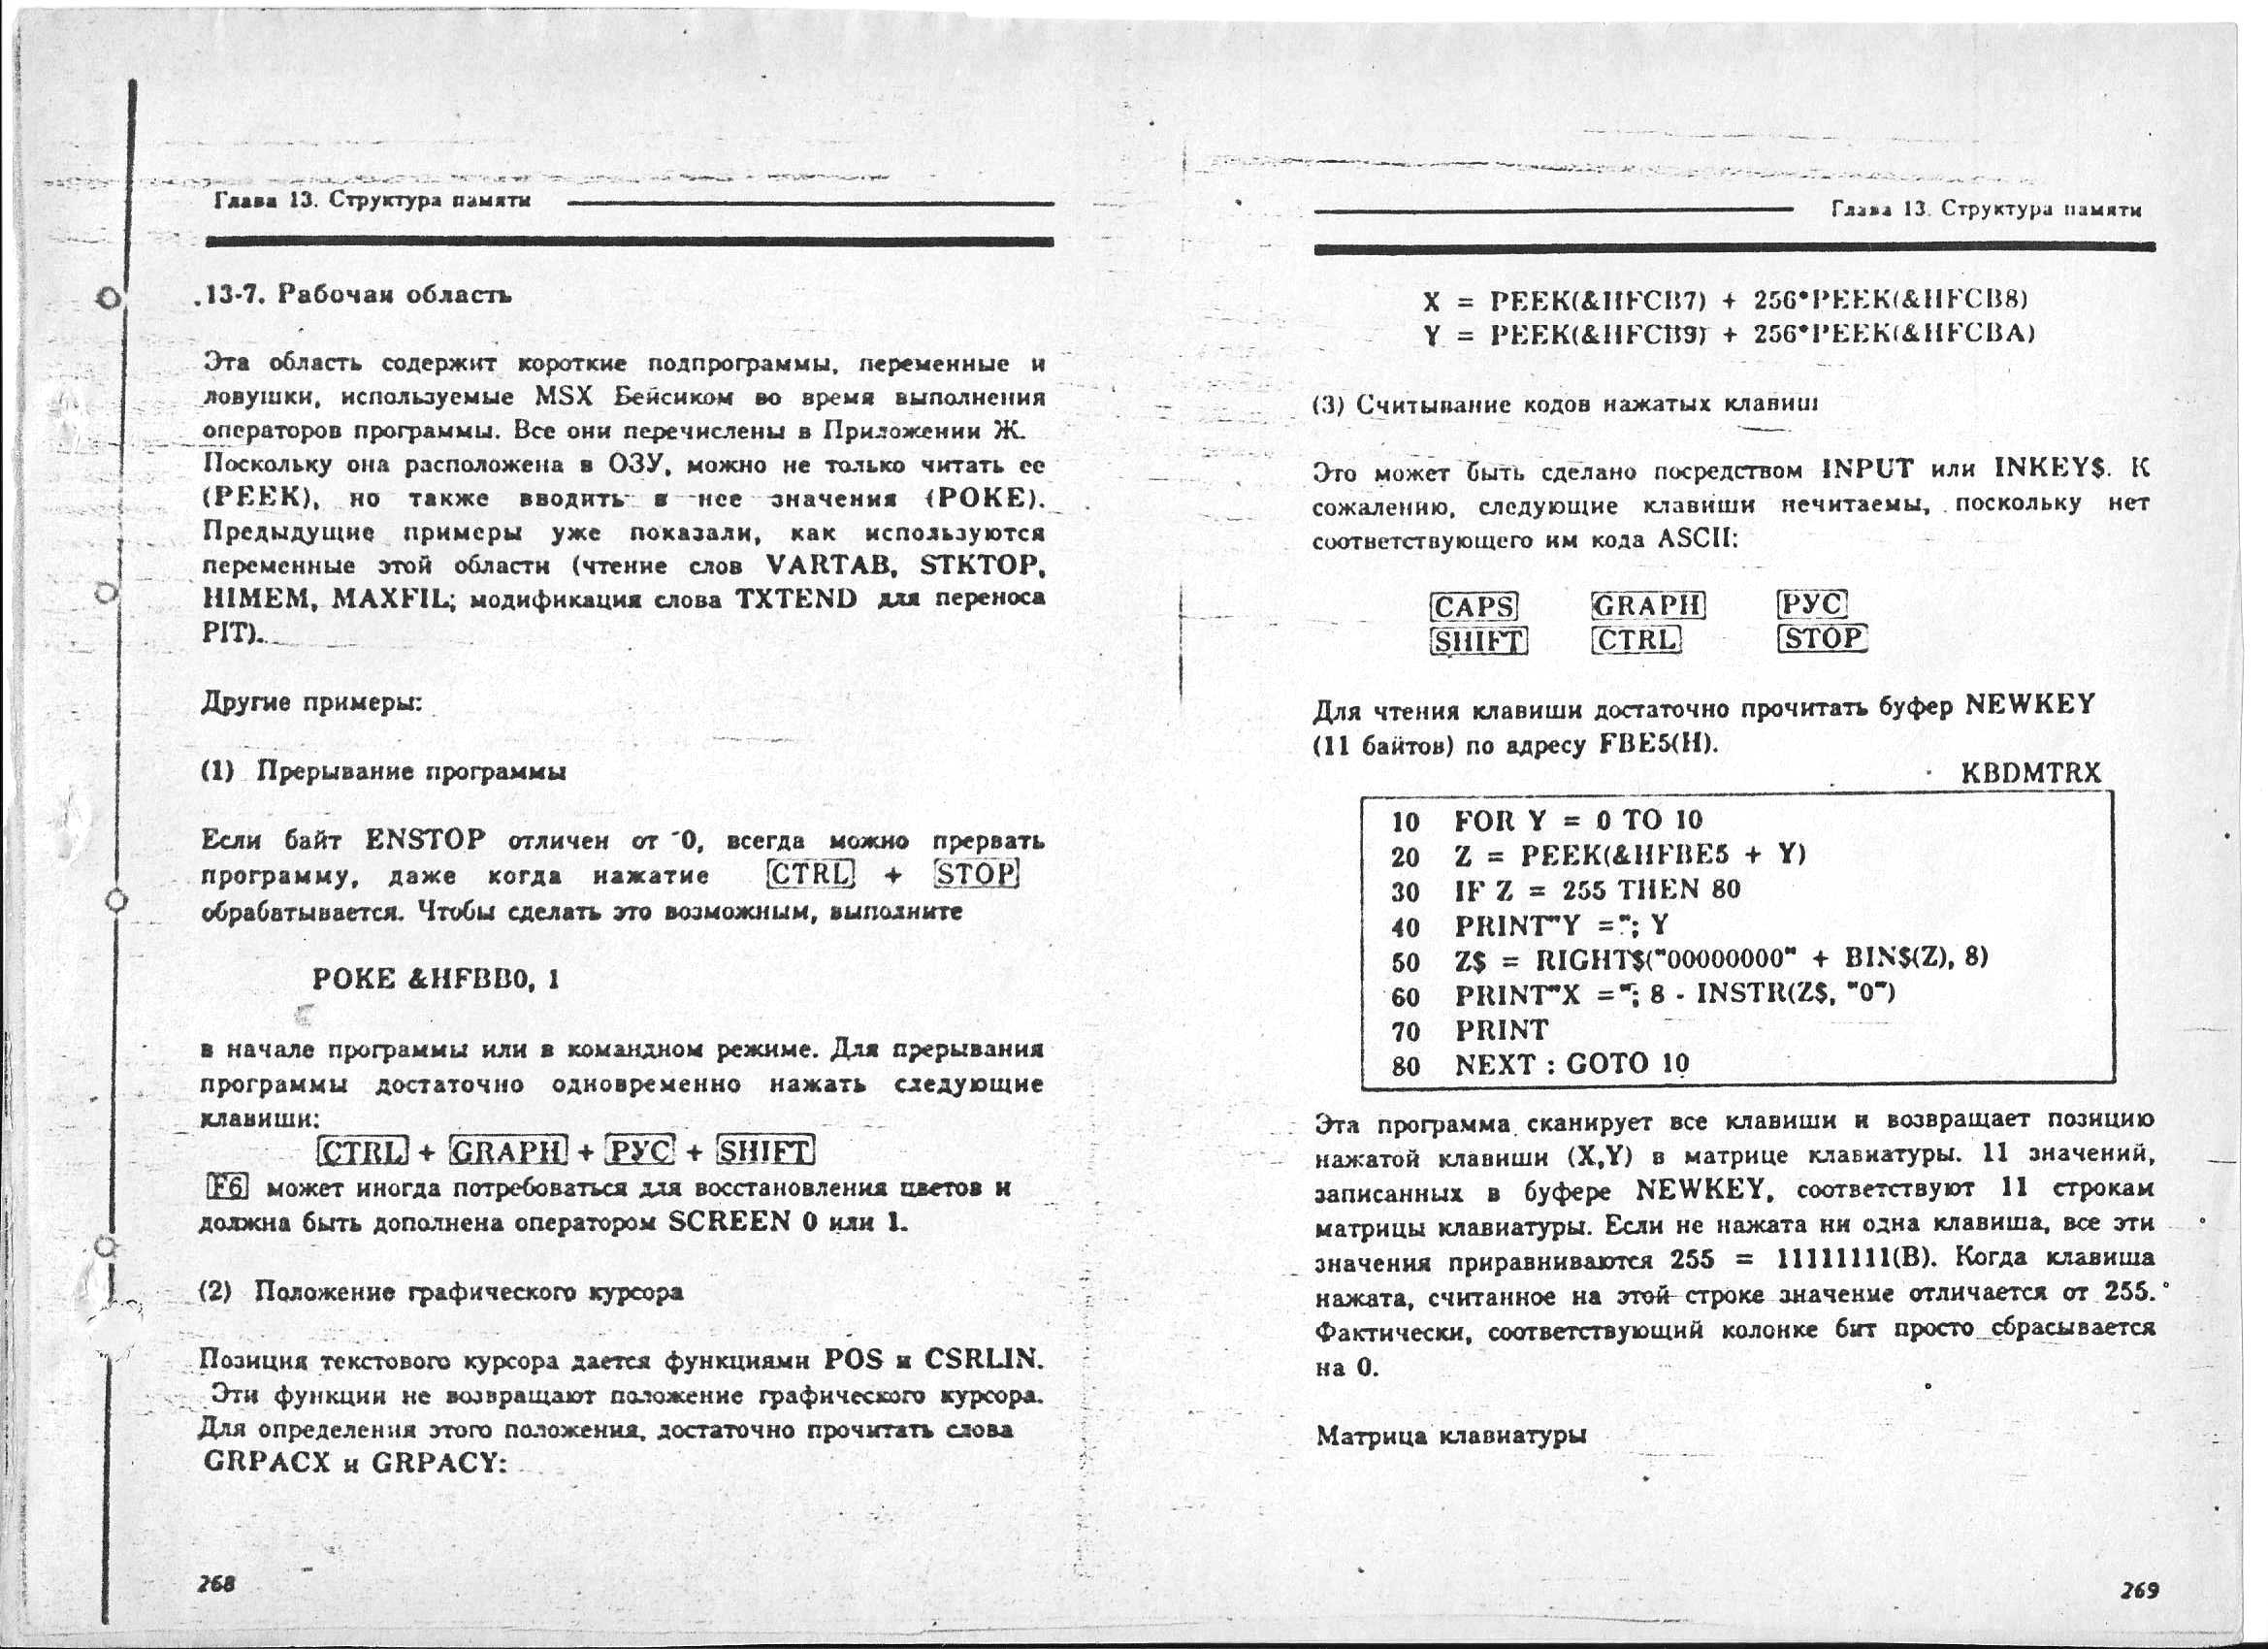 Глава 13. Структура памяти
13-7. Рабочая область
Эта область содержит короткие подпрограммы, переменные и
ловушки, используемые MSX Бейсиком во время выполнения
операторов программы. Все они перечислены в Приложении Ж.
Поскольку она расположена в ОЗУ, можно не только читать ее
(PEEK), но также вводить в нее значения (POKE).
Предыдущие примеры уже показали, как используются
переменные этой области (чтение слов VARTAB, STKTOP,
HIMEM, MAXFIL; модификация слова TXTEND для переноса
PIT).
Другие примеры:
(1) Прерывание программы
Если байт ENSTOP отличен от 0, всегда можно прервать
программу, даже когда нажатие CTRL + STOP
обрабатывается. Чтобы сделать это возможным, выполните
POKE &HFBB0, 1
в начале программы или в командном режиме. Для прерывания
программы достаточно одновременно нажать следующие
клавиши:
CTRL + GRAPH + РУС + SHIFT
F6 может иногда потребоваться для восстановления цветов и
должна быть дополнена оператором SCREEN 0 или 1.
(2) Положение графического курсора
Позиция текстового курсора дается функциями POS и CSRLIN.
Эти функции не возвращают положение графического курсора.
Для определения этого положения, достаточно прочитать слова
GRPACX и GRPACY:
268
Глава 13. Структура памяти
X = PEEK(&HFCB7) + 256*PEEK(&HFCB8)
Y = PEEK(&HFCB9) + 256*PEEK(&HFCBA)
(3) Считывание кодов нажатых клавиш
Это может быть сделано посредством INPUT или INKEY$. К
сожалению, следующие клавиши нечитаемы, поскольку нет
соответствующего им кода ASCII:
CAPS GRAPH РУС
SHIFT CTRL STOP
Для чтения клавиши достаточно прочитать буфер NEWKEY
(11 байтов) по адресу FBE5(H).
KBDMTRX
10 FOR Y = 0 TO 10
20 Z = PEEK(&HFBE5 + Y)
30 IF Z = 255 THEN 80
40 PRINT"Y ="; Y
50 Z$ = RIGHT$("00000000" + BIN$(Z), 8)
60 PRINT"X ="; 8 - INSTR(Z$, "0")
70 PRINT
80 NEXT : GOTO 10
Эта программа сканирует все клавиши и возвращает позицию
нажатой клавиши (X,Y) в матрице клавиатуры. 11 значений,
записанных в буфере NEWKEY, соответствуют 11 строкам
матрицы клавиатуры. Если не нажата ни одна клавиша, все эти
значения приравниваются 255 = 11111111(B). Когда клавиша
нажата, считанное на этой строке значение отличается от 255.
Фактически, соответствующий колонке бит просто сбрасывается
на 0.
Матрица клавиатуры
269